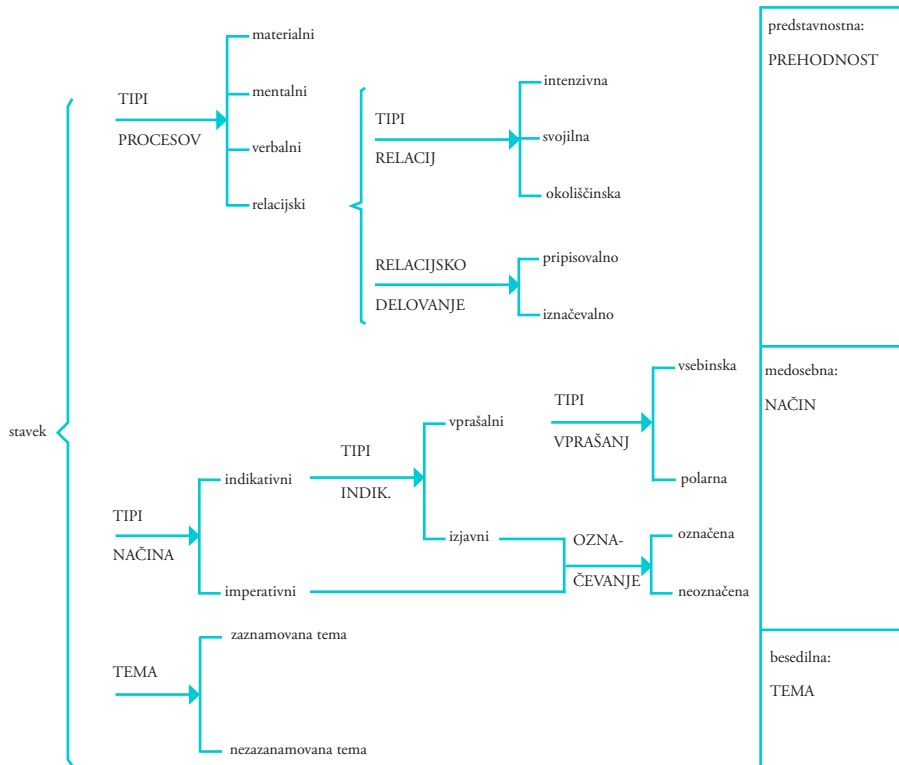 stavek
TIPI
PROCESOV
materialni
mentalni
verbalni
relacijski
TIPI
RELACIJ
intenzivna
svojilna
okoliščinska
RELACIJSKO
DELOVANJE
pripisovalno
iznačevalno
TIPI
NAČINA
indikativni
imperativni
TIPI
INDIK.
vprašalni
izjavni
TIPI
VPRAŠANJ
vsebinska
polarna
OZNA-
ČEVANJE
označena
neoznačena
TEMA
zaznamovana tema
nezazanamovana tema
predstavnostna:
PREHODNOST
medosebna:
NAČIN
besedilna:
TEMA